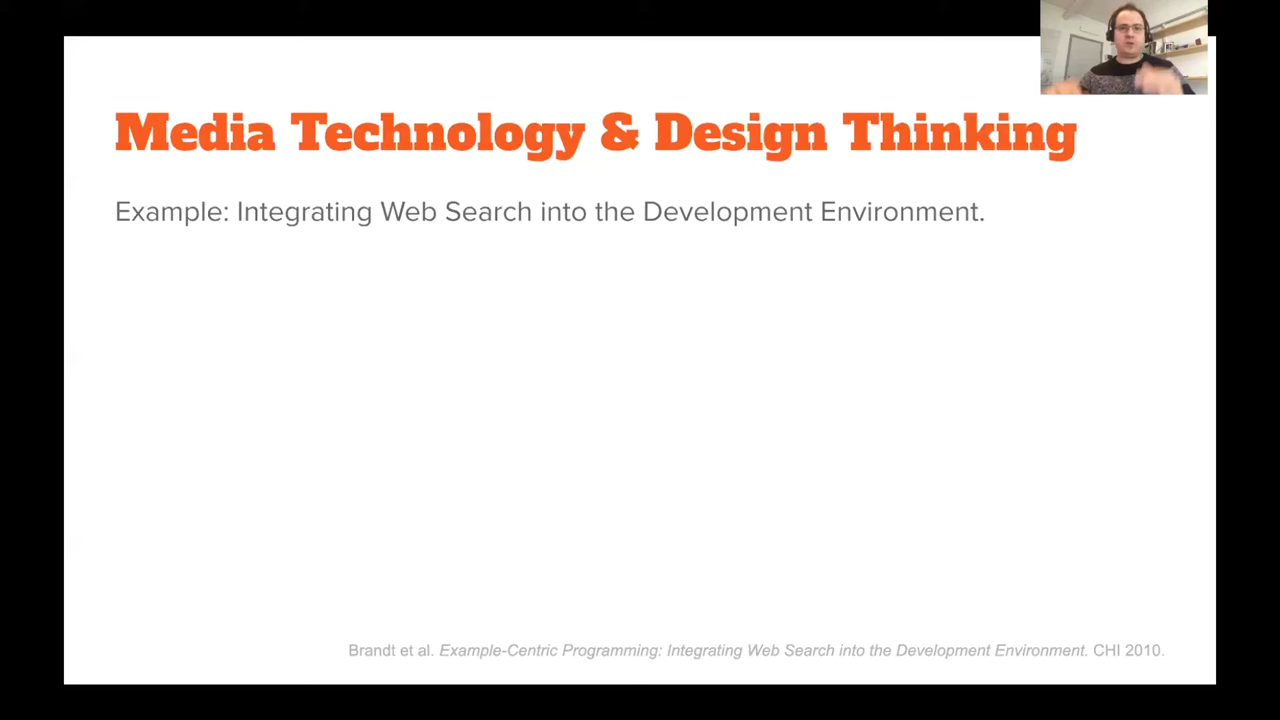 Media Technology & Design Thinking
Example: Integrating Web Search into the Development Environment.
Brandt et al. Example-Centric Programming: Integrating Web Search into the Development Environment. CHI 2010.